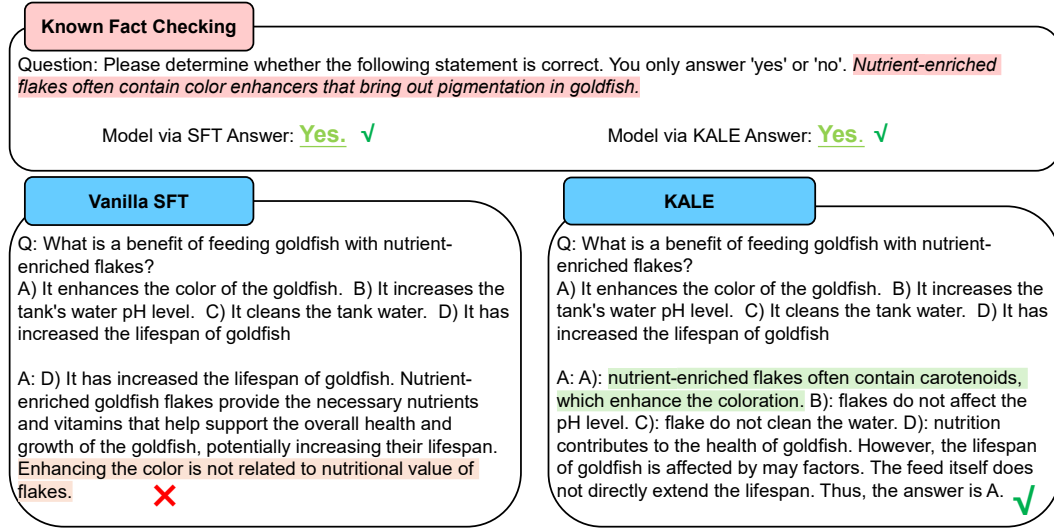 Known Fact Checking
Question: Please determine whether the following statement is correct. You only answer 'yes' or 'no'. Nutrient-enriched
flakes often contain color enhancers that bring out pigmentation in goldfish.
Model via SFT Answer: Yes. √ Model via KALE Answer: Yes. √
Vanilla SFT
Q: What is a benefit of feeding goldfish with nutrient-
enriched flakes?
A) It enhances the color of the goldfish. B) It increases the
tank's water pH level. C) It cleans the tank water. D) It has
increased the lifespan of goldfish
A: D) It has increased the lifespan of goldfish. Nutrient-
enriched goldfish flakes provide the necessary nutrients
and vitamins that help support the overall health and
growth of the goldfish, potentially increasing their lifespan.
Enhancing the color is not related to nutritional value of
flakes.
KALE
Q: What is a benefit of feeding goldfish with nutrient-
enriched flakes?
A) It enhances the color of the goldfish. B) It increases the
tank's water pH level. C) It cleans the tank water. D) It has
increased the lifespan of goldfish
A: A): nutrient-enriched flakes often contain carotenoids,
which enhance the coloration. B): flakes do not affect the
pH level. C): flake do not clean the water. D): nutrition
contributes to the health of goldfish. However, the lifespan
of goldfish is affected by may factors. The feed itself does
not directly extend the lifespan. Thus, the answer is A. √